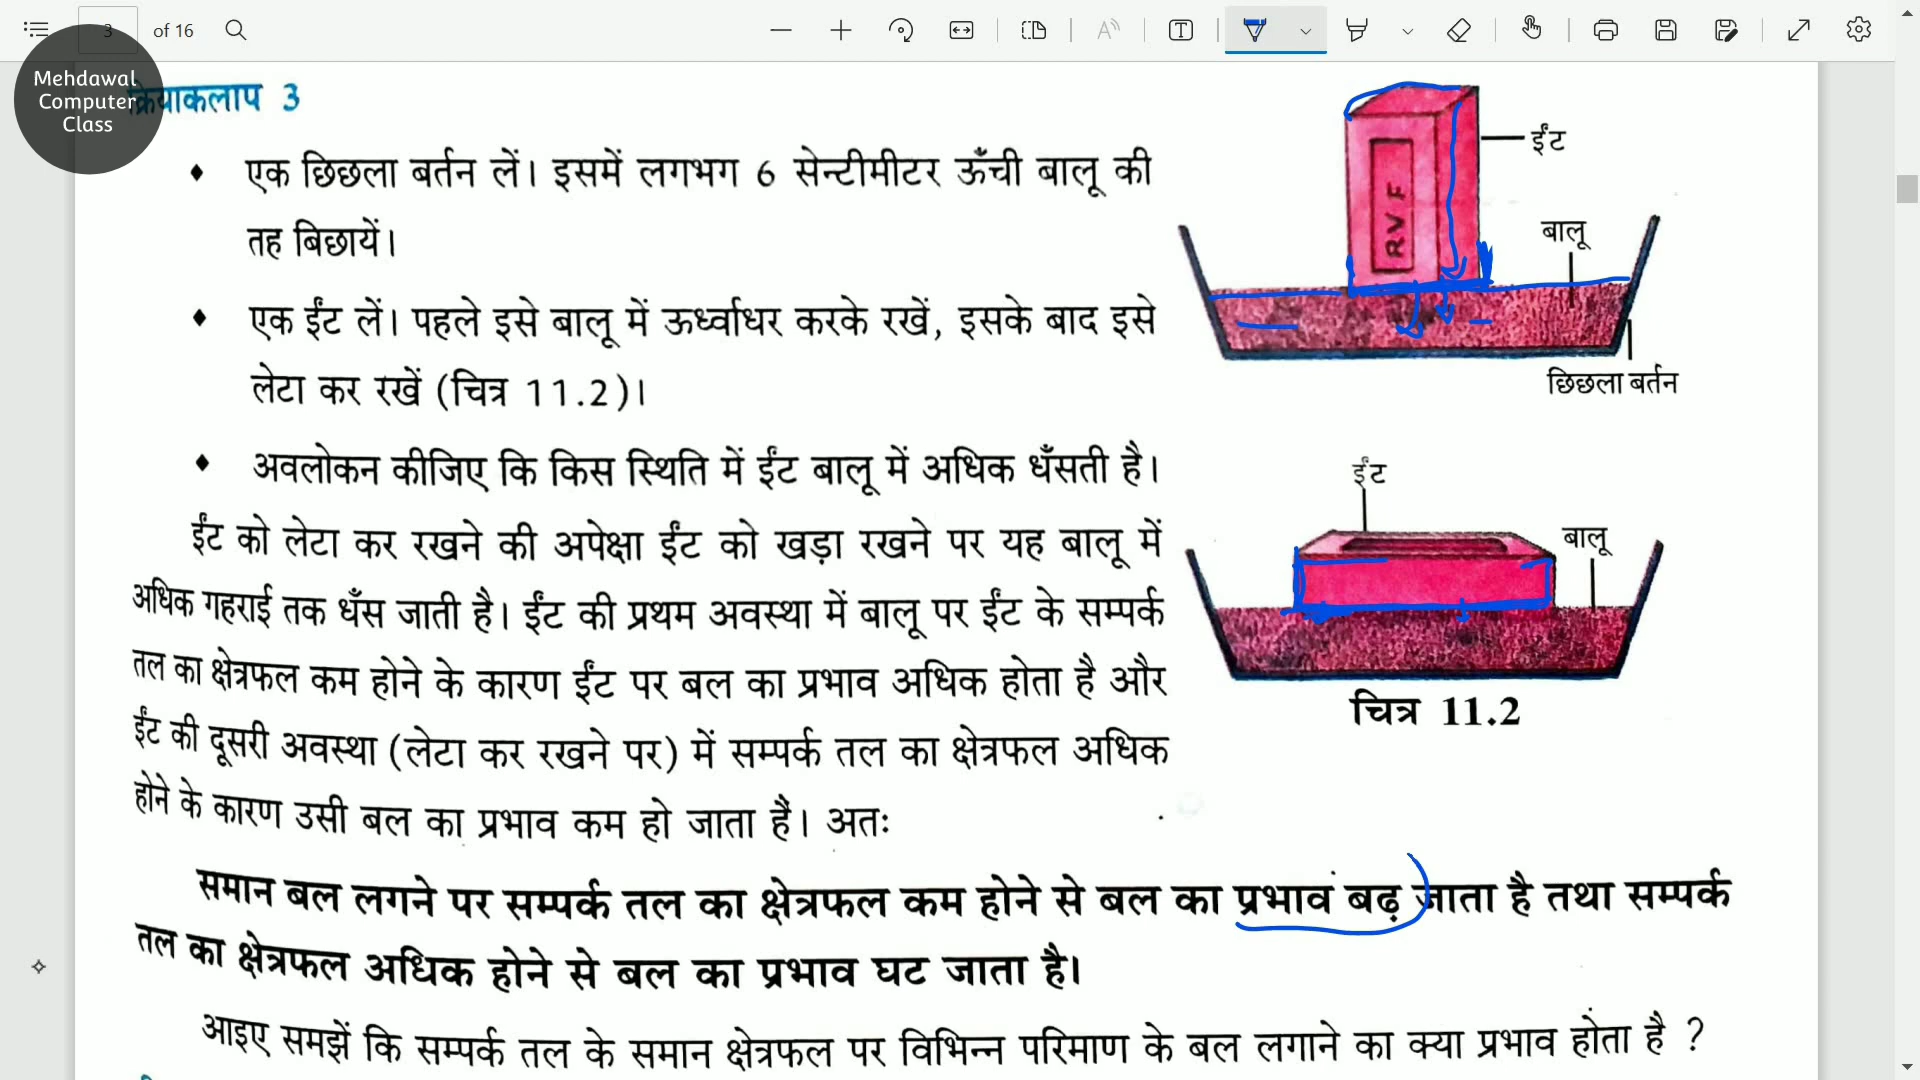 3 of 16
Mehdawal
Computer
Class
क्रियाकलाप 3
एक छिछला बर्तन लें। इसमें लगभग 6 सेन्टीमीटर ऊँची बालू की
तह बिछायें।
एक ईंट लें। पहले इसे बालू में ऊर्ध्वाधर करके रखें, इसके बाद इसे
लेटा कर रखें (चित्र 11.2)।
अवलोकन कीजिए कि किस स्थिति में ईंट बालू में अधिक धँसती है।
ईंट को लेटा कर रखने की अपेक्षा ईंट को खड़ा रखने पर यह बालू में
अधिक गहराई तक धँस जाती है। ईंट की प्रथम अवस्था में बालू पर ईंट के सम्पर्क
तल का क्षेत्रफल कम होने के कारण ईंट पर बल का प्रभाव अधिक होता है और
ईंट की दूसरी अवस्था (लेटा कर रखने पर) में सम्पर्क तल का क्षेत्रफल अधिक
होने के कारण उसी बल का प्रभाव कम हो जाता है। अतः
ईंट
RVF
बालू
छिछला बर्तन
ईंट
बालू
चित्र 11.2
समान बल लगने पर सम्पर्क तल का क्षेत्रफल कम होने से बल का प्रभाव बढ़ जाता है तथा सम्पर्क
तल का क्षेत्रफल अधिक होने से बल का प्रभाव घट जाता है।
आइए समझें कि सम्पर्क तल के समान क्षेत्रफल पर विभिन्न परिमाण के बल लगाने का क्या प्रभाव होता है ?